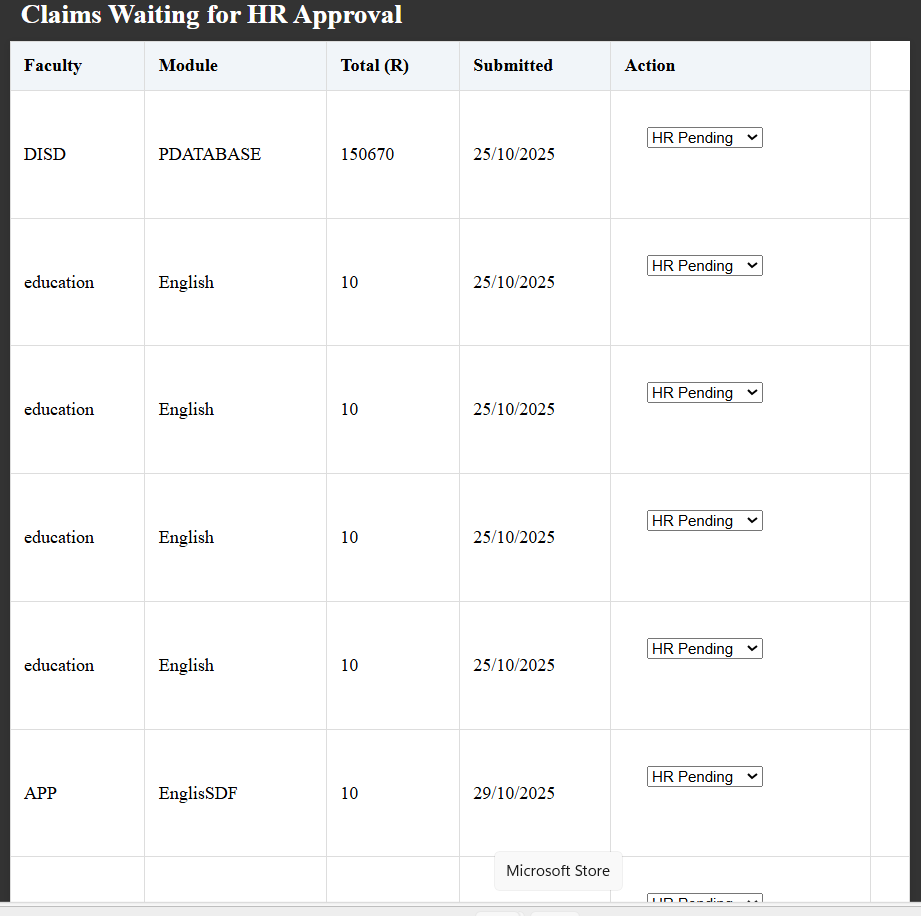 Claims Waiting for HR Approval
Faculty Module Total (R) Submitted Action
DISD PDATABASE 150670 25/10/2025 HR Pending
education English 10 25/10/2025 HR Pending
education English 10 25/10/2025 HR Pending
education English 10 25/10/2025 HR Pending
education English 10 25/10/2025 HR Pending
APP EnglisSDF 10 29/10/2025 HR Pending
Microsoft Store
HR Pending